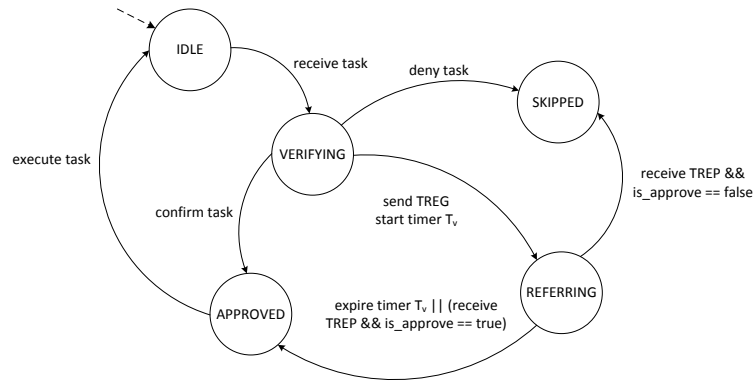 IDLE
receive task
deny task
SKIPPED
VERIFYING
execute task
receive TREP &&
is_approve == false
confirm task
send TREG
start timer Tᵥ
REFERRING
APPROVED
expire timer Tᵥ || (receive
TREP && is_approve == true)